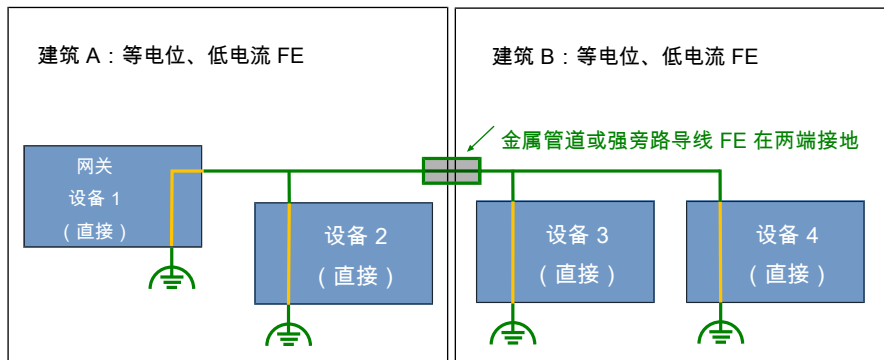 建筑 A：等电位、低电流 FE
建筑 B：等电位、低电流 FE
金属管道或强旁路导线 FE 在两端接地
网关
设备 1
（直接）
设备 2
（直接）
设备 3
（直接）
设备 4
（直接）